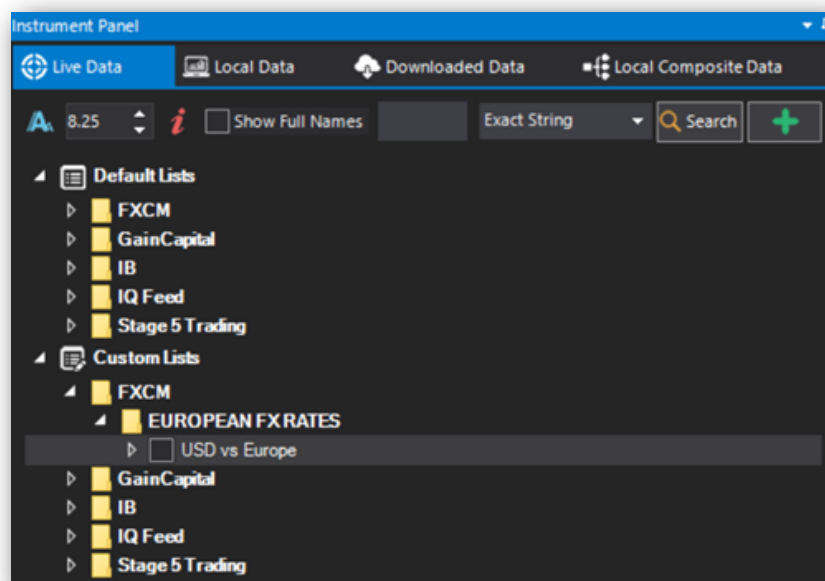 Instrument Panel
Live Data Local Data Downloaded Data Local Composite Data
8.25 Show Full Names Exact String Search
Default Lists
FXCM
GainCapital
IB
IQ Feed
Stage 5 Trading
Custom Lists
FXCM
EUROPEAN FX RATES
USD vs Europe
GainCapital
IB
IQ Feed
Stage 5 Trading